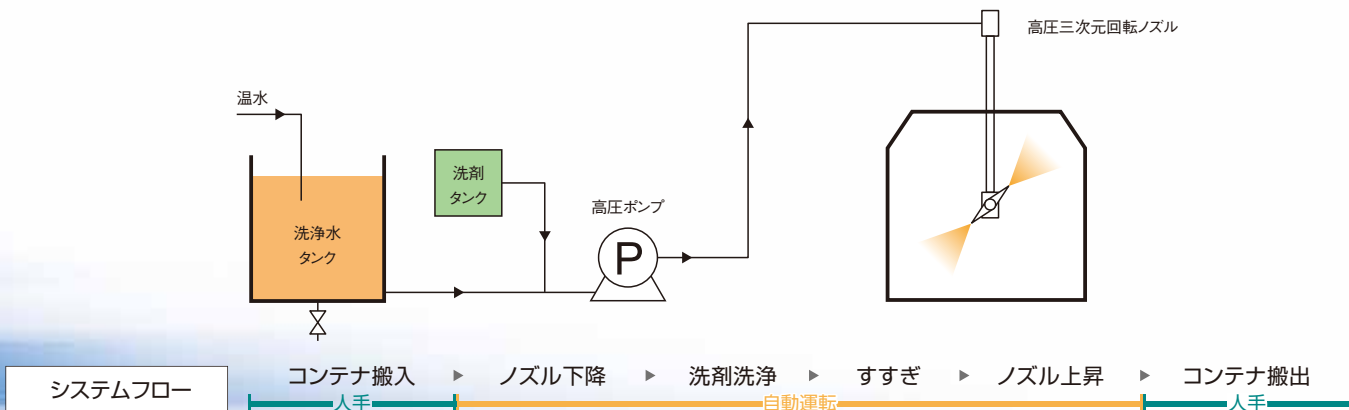 高圧三次元回転ノズル
温水
洗剤
タンク
高圧ポンプ
P
洗浄水
タンク
システムフロー
コンテナ搬入 ▶ ノズル下降 ▶ 洗剤洗浄 ▶ すすぎ ▶ ノズル上昇 ▶ コンテナ搬出
人手 自動運転 人手